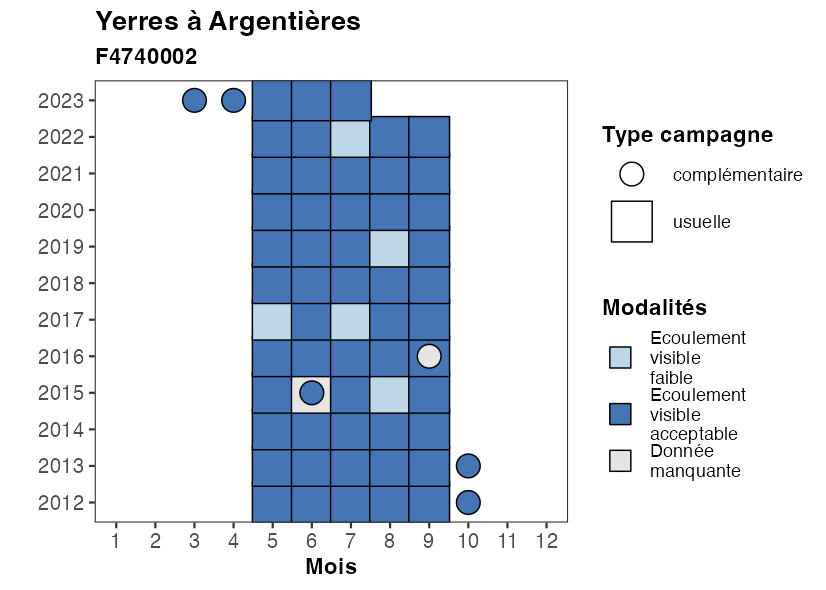 Yerres à Argentières
F4740002
2023
2022
2021
2020
2019
2018
2017
2016
2015
2014
2013
2012
1 2 3 4 5 6 7 8 9 10 11 12
Mois
Type campagne
complémentaire
usuelle
Modalités
Ecoulement
visible
faible
Ecoulement
visible
acceptable
Donnée
manquante